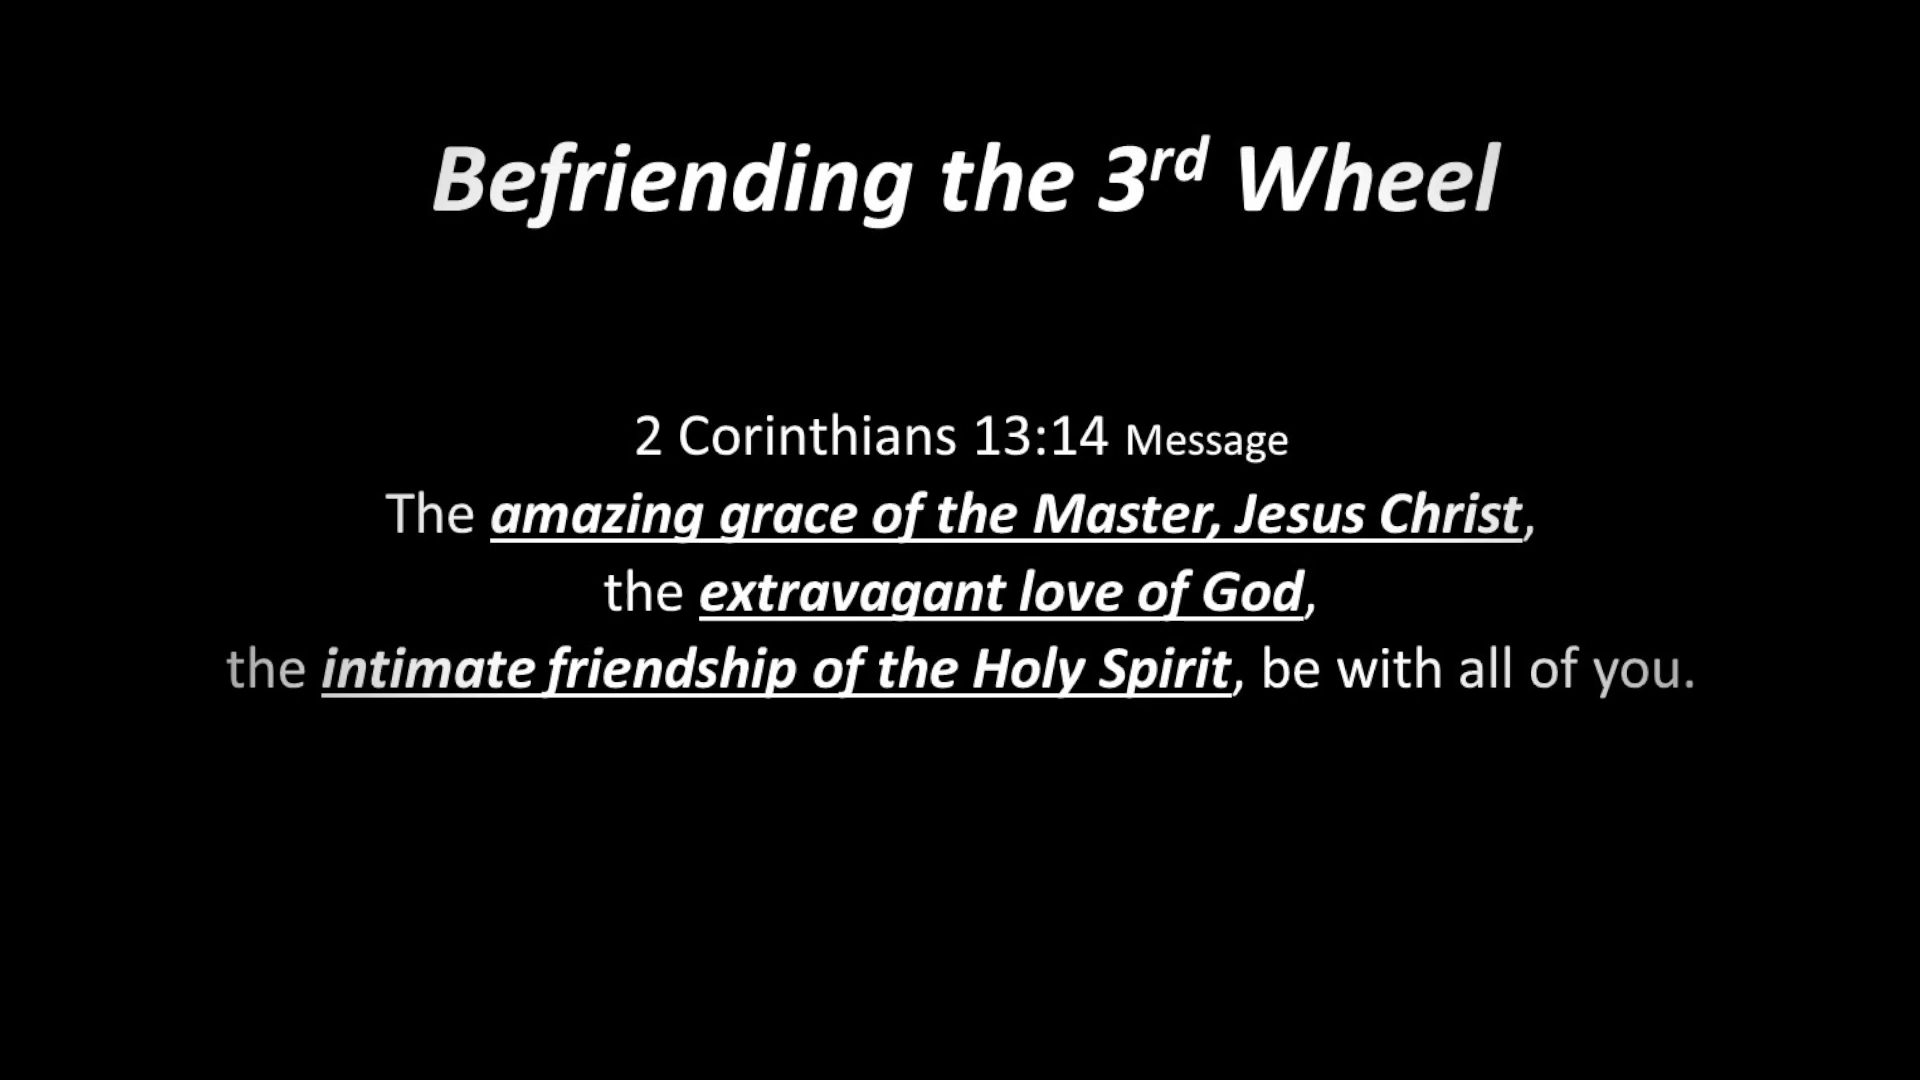 Befriending the 3rd Wheel
2 Corinthians 13:14 Message
The amazing grace of the Master, Jesus Christ,
the extravagant love of God,
the intimate friendship of the Holy Spirit, be with all of you.